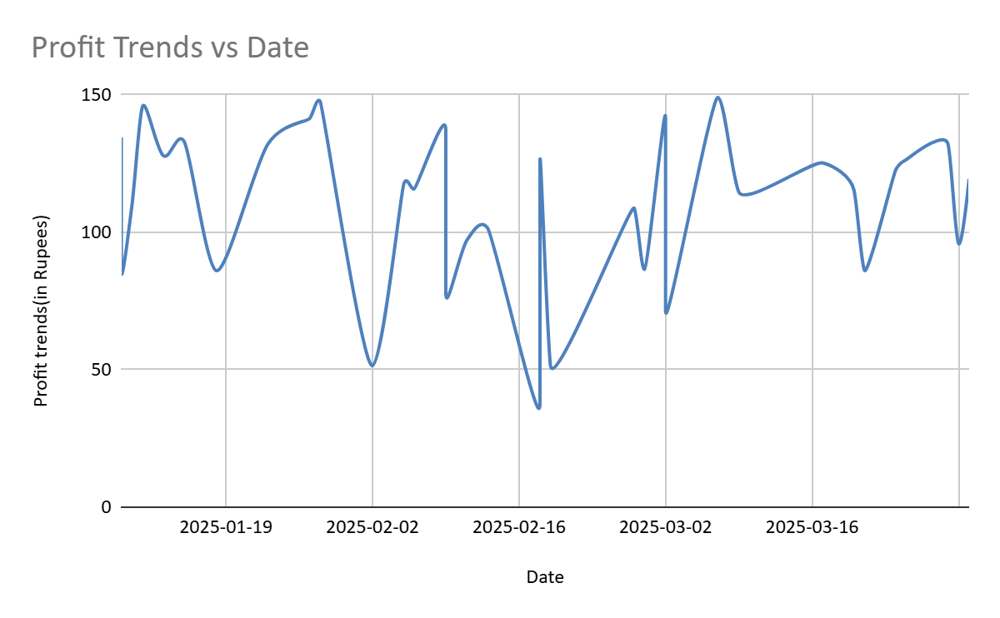 Profit Trends vs Date
Profit trends(in Rupees)
150
100
50
0
2025-01-19 2025-02-02 2025-02-16 2025-03-02 2025-03-16
Date